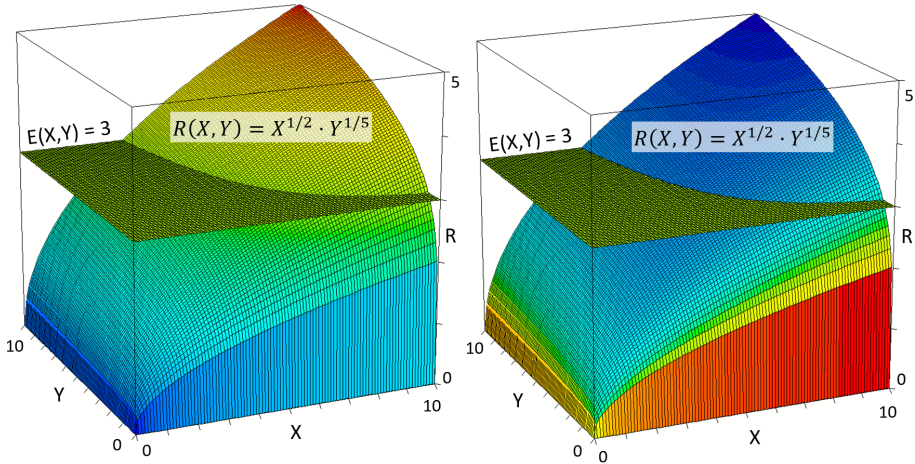 5
E(X,Y) = 3
R(X,Y) = X^{1/2} · Y^{1/5}
R
10
Y
0
0
X
10
0
5
E(X,Y) = 3
R(X,Y) = X^{1/2} · Y^{1/5}
R
10
Y
0
0
X
10
0